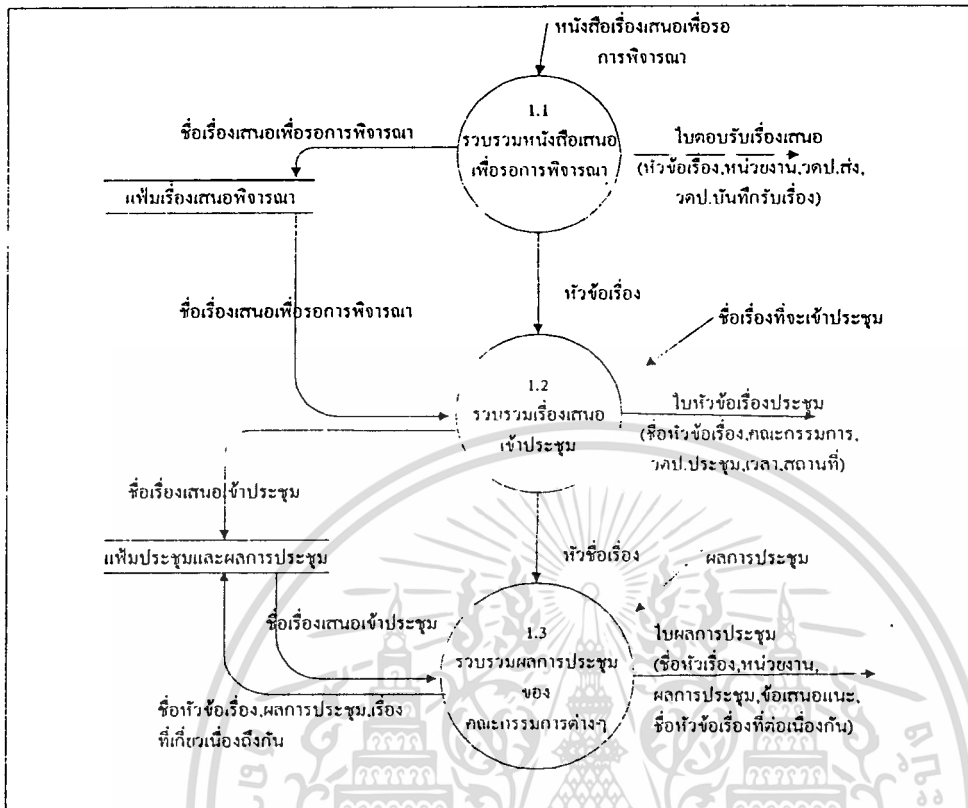 หนังสือเรื่องเสนอเพื่อรอ
การพิจารณา
1.1
รวบรวมหนังสือเสนอ
เพื่อรอการพิจารณา
ชื่อเรื่องเสนอเพื่อรอการพิจารณา
ใบตอบรับเรื่องเสนอ
(หัวข้อเรื่อง,หน่วยงาน,วดป.ส่ง,
วดป.บันทึกรับเรื่อง)
แฟ้มเรื่องเสนอพิจารณา
หัวข้อเรื่อง
ชื่อเรื่องเสนอเพื่อรอการพิจารณา
ชื่อเรื่องที่จะเข้าประชุม
1.2
รวบรวมเรื่องเสนอ
เข้าประชุม
ใบหัวข้อเรื่องประชุม
(ชื่อหัวข้อเรื่อง,คณะกรรมการ,
วดป.ประชุม,เวลา,สถานที่)
ชื่อเรื่องเสนอเข้าประชุม
แฟ้มประชุมและผลการประชุม
หัวชื่อเรื่อง
ผลการประชุม
ชื่อเรื่องเสนอเข้าประชุม
1.3
รวบรวมผลการประชุม
ของ
คณะกรรมการต่างๆ
ใบผลการประชุม
(ชื่อหัวเรื่อง,หน่วยงาน,
ผลการประชุม,ข้อเสนอแนะ,
ชื่อหัวข้อเรื่องที่ต่อเนื่องกัน)
ชื่อหัวข้อเรื่อง,ผลการประชุม,เรื่อง
ที่เกี่ยวเนื่องถึงกัน